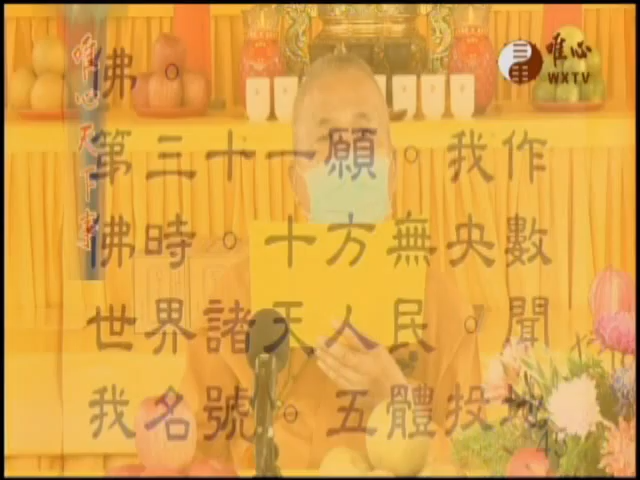 唯心
WXTV
唯心天下事
佛。
第三十一願。我作
佛時。十方無央數
世界諸天人民。聞
我名號。五體投地